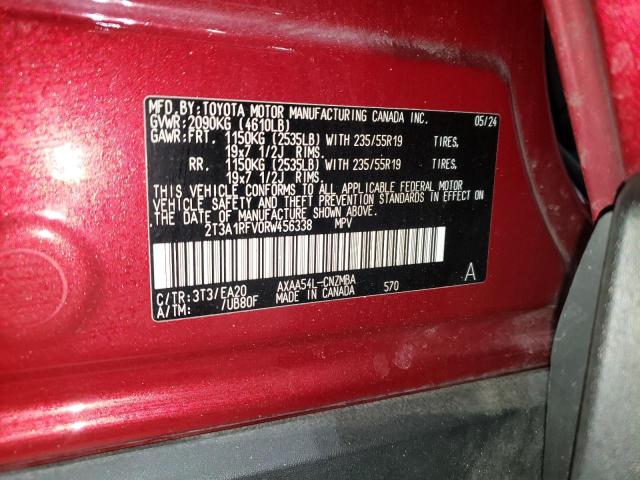 MFD. BY: TOYOTA MOTOR MANUFACTURING CANADA INC. 05/24
GVWR: 2090KG (4610LB)
GAWR: FRT. 1150KG (2535LB) WITH 235/55R19 TIRES,
19x7 1/2J RIMS.
RR. 1150KG (2535LB) WITH 235/55R19 TIRES,
19x7 1/2J RIMS.
THIS VEHICLE CONFORMS TO ALL APPLICABLE FEDERAL MOTOR
VEHICLE SAFETY AND THEFT PREVENTION STANDARDS IN EFFECT ON
THE DATE OF MANUFACTURE SHOWN ABOVE.
2T3A1RFV0RW456338 MPV
C/TR: 3T3/EA20 AXAA54L-CNZMBA 570 A
A/TM: /UB80F MADE IN CANADA